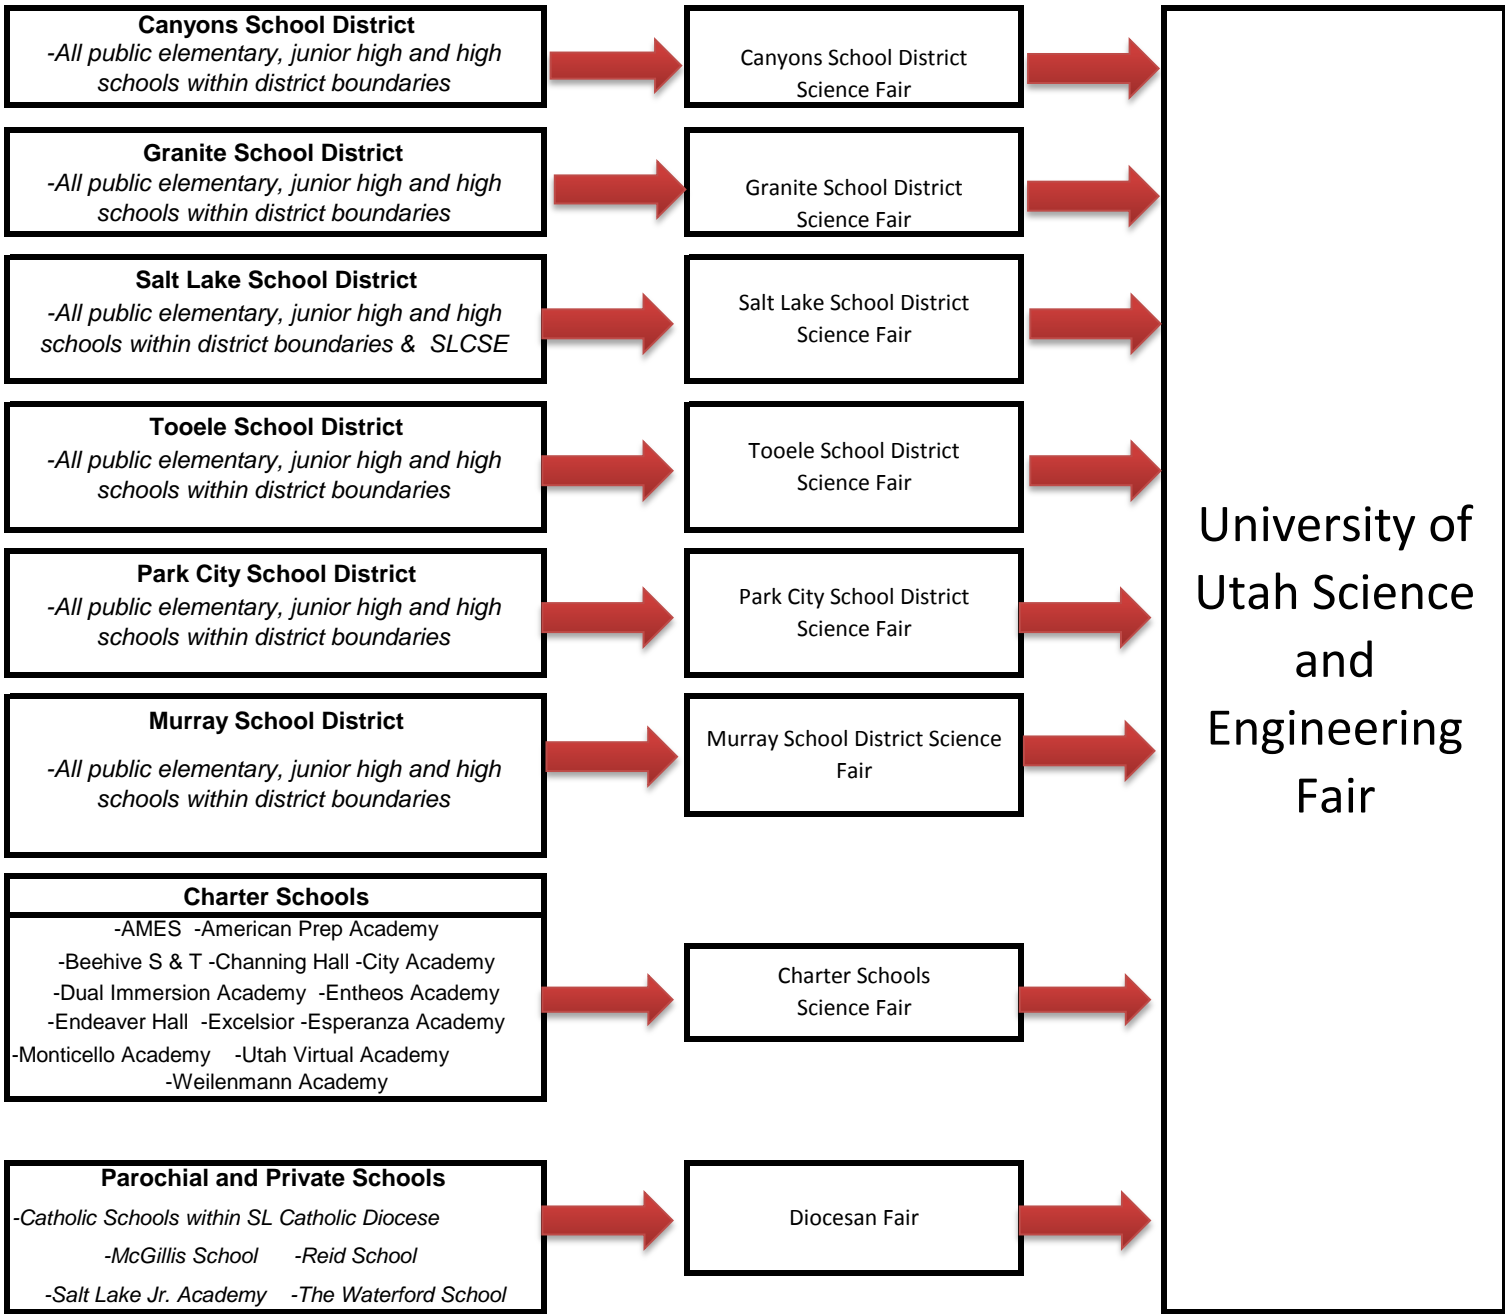 Canyons School District
-All public elementary, junior high and high
schools within district boundaries
Canyons School District
Science Fair
Granite School District
-All public elementary, junior high and high
schools within district boundaries
Granite School District
Science Fair
Salt Lake School District
-All public elementary, junior high and high
schools within district boundaries & SLCSE
Salt Lake School District
Science Fair
Tooele School District
-All public elementary, junior high and high
schools within district boundaries
Tooele School District
Science Fair
Park City School District
-All public elementary, junior high and high
schools within district boundaries
Park City School District
Science Fair
Murray School District
-All public elementary, junior high and high
schools within district boundaries
Murray School District Science
Fair
Charter Schools
-AMES -American Prep Academy
-Beehive S & T -Channing Hall -City Academy
-Dual Immersion Academy -Entheos Academy
-Endeaver Hall -Excelsior -Esperanza Academy
-Monticello Academy -Utah Virtual Academy
-Weilenmann Academy
Charter Schools
Science Fair
Parochial and Private Schools
-Catholic Schools within SL Catholic Diocese
-McGillis School -Reid School
-Salt Lake Jr. Academy -The Waterford School
Diocesan Fair
University of
Utah Science
and
Engineering
Fair